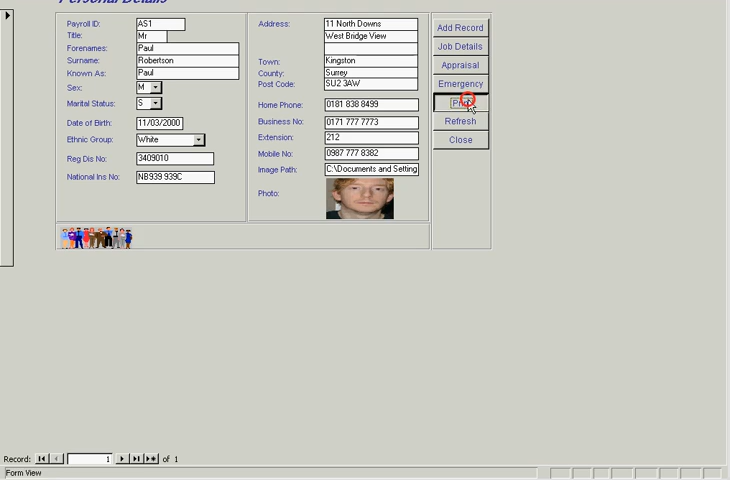 Personal Details
Payroll ID: AS1
Title: Mr
Forenames: Paul
Surname: Robertson
Known As: Paul
Sex: M
Marital Status: S
Date of Birth: 11/03/2000
Ethnic Group: White
Reg Dis No: 3409010
National Ins No: NB939 939C
Address: 11 North Downs
West Bridge View
Town: Kingston
County: Surrey
Post Code: SU2 3AW
Home Phone: 0181 838 8499
Business No: 0171 777 7773
Extension: 212
Mobile No: 0987 777 8382
Image Path: C:\Documents and Setting
Photo:
Add Record
Job Details
Appraisal
Emergency
Refresh
Close
Record: 1 of 1
Form View